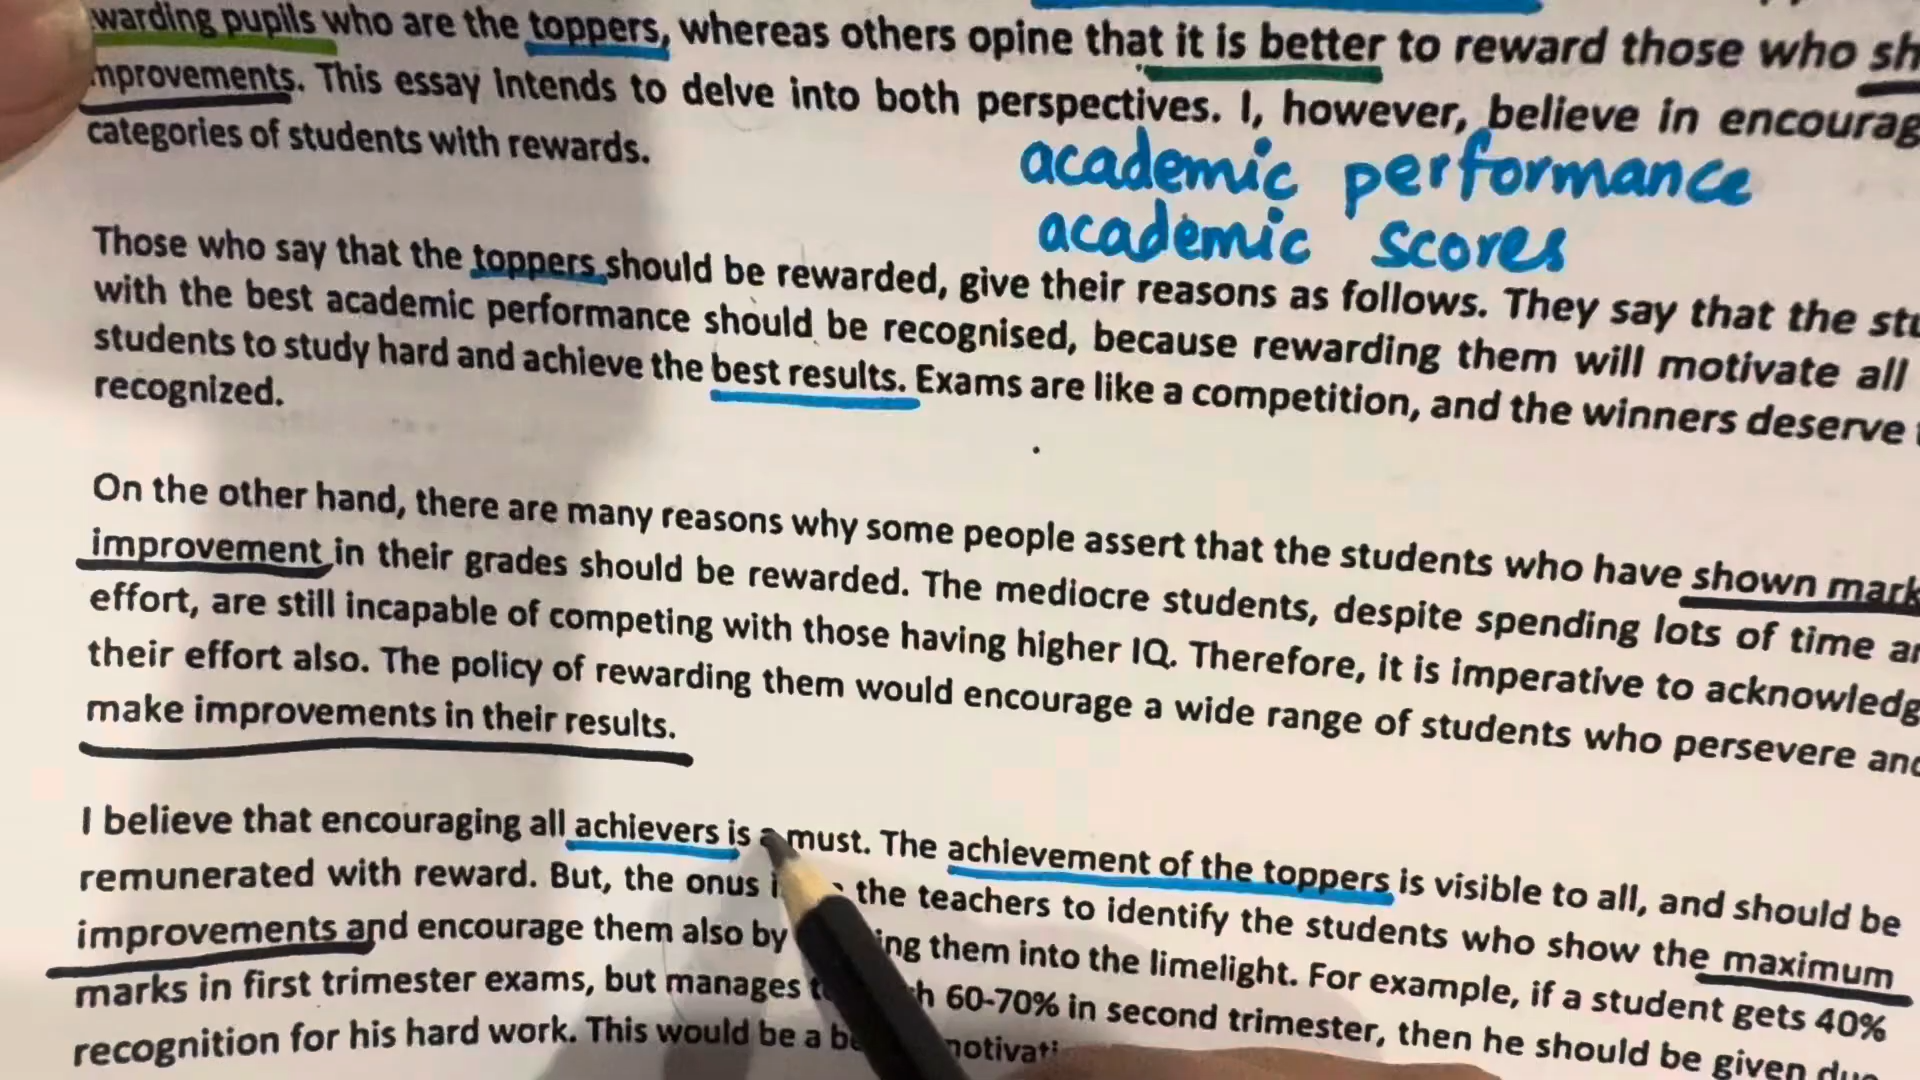 warding pupils who are the toppers, whereas others opine that it is better to reward those who sh
mprovements. This essay intends to delve into both perspectives. I, however, believe in encourag
categories of students with rewards.
academic performance
academic scores
Those who say that the toppers should be rewarded, give their reasons as follows. They say that the stu
with the best academic performance should be recognised, because rewarding them will motivate all
students to study hard and achieve the best results. Exams are like a competition, and the winners deserve
recognized.
On the other hand, there are many reasons why some people assert that the students who have shown mark
improvement in their grades should be rewarded. The mediocre students, despite spending lots of time an
effort, are still incapable of competing with those having higher IQ. Therefore, it is imperative to acknowledg
their effort also. The policy of rewarding them would encourage a wide range of students who persevere and
make improvements in their results.
I believe that encouraging all achievers is a must. The achievement of the toppers is visible to all, and should be
remunerated with reward. But, the onus the teachers to identify the students who show the maximum
improvements and encourage them also by ing them into the limelight. For example, if a student gets 40%
marks in first trimester exams, but manages 60-70% in second trimester, then he should be given due
recognition for his hard work. This would be a motivati